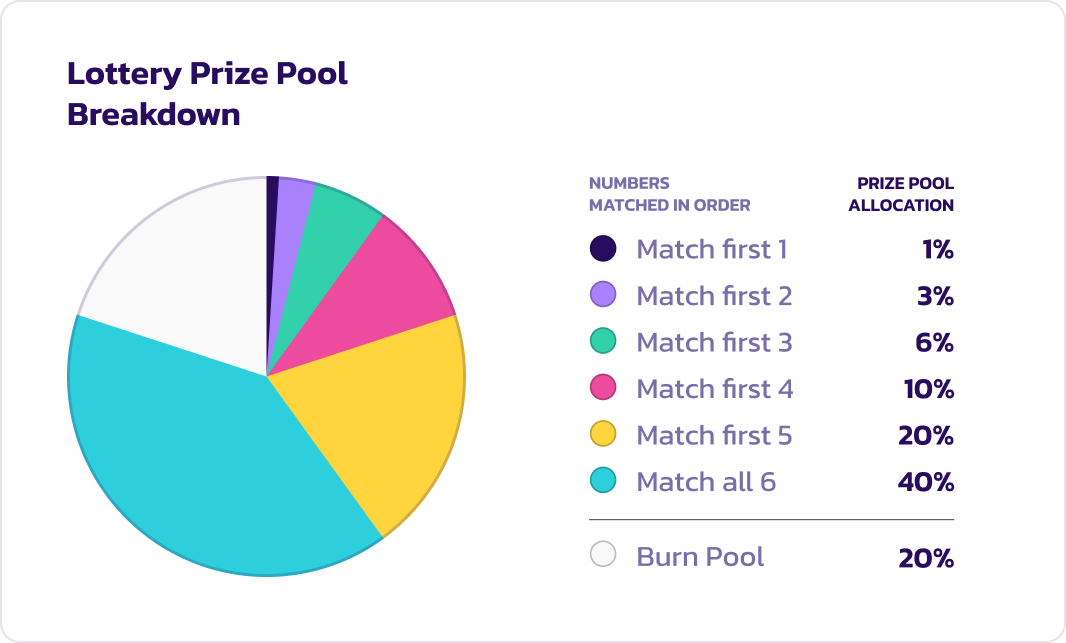 Lottery Prize Pool
Breakdown
NUMBERS
MATCHED IN ORDER
PRIZE POOL
ALLOCATION
Match first 1 1%
Match first 2 3%
Match first 3 6%
Match first 4 10%
Match first 5 20%
Match all 6 40%
Burn Pool 20%